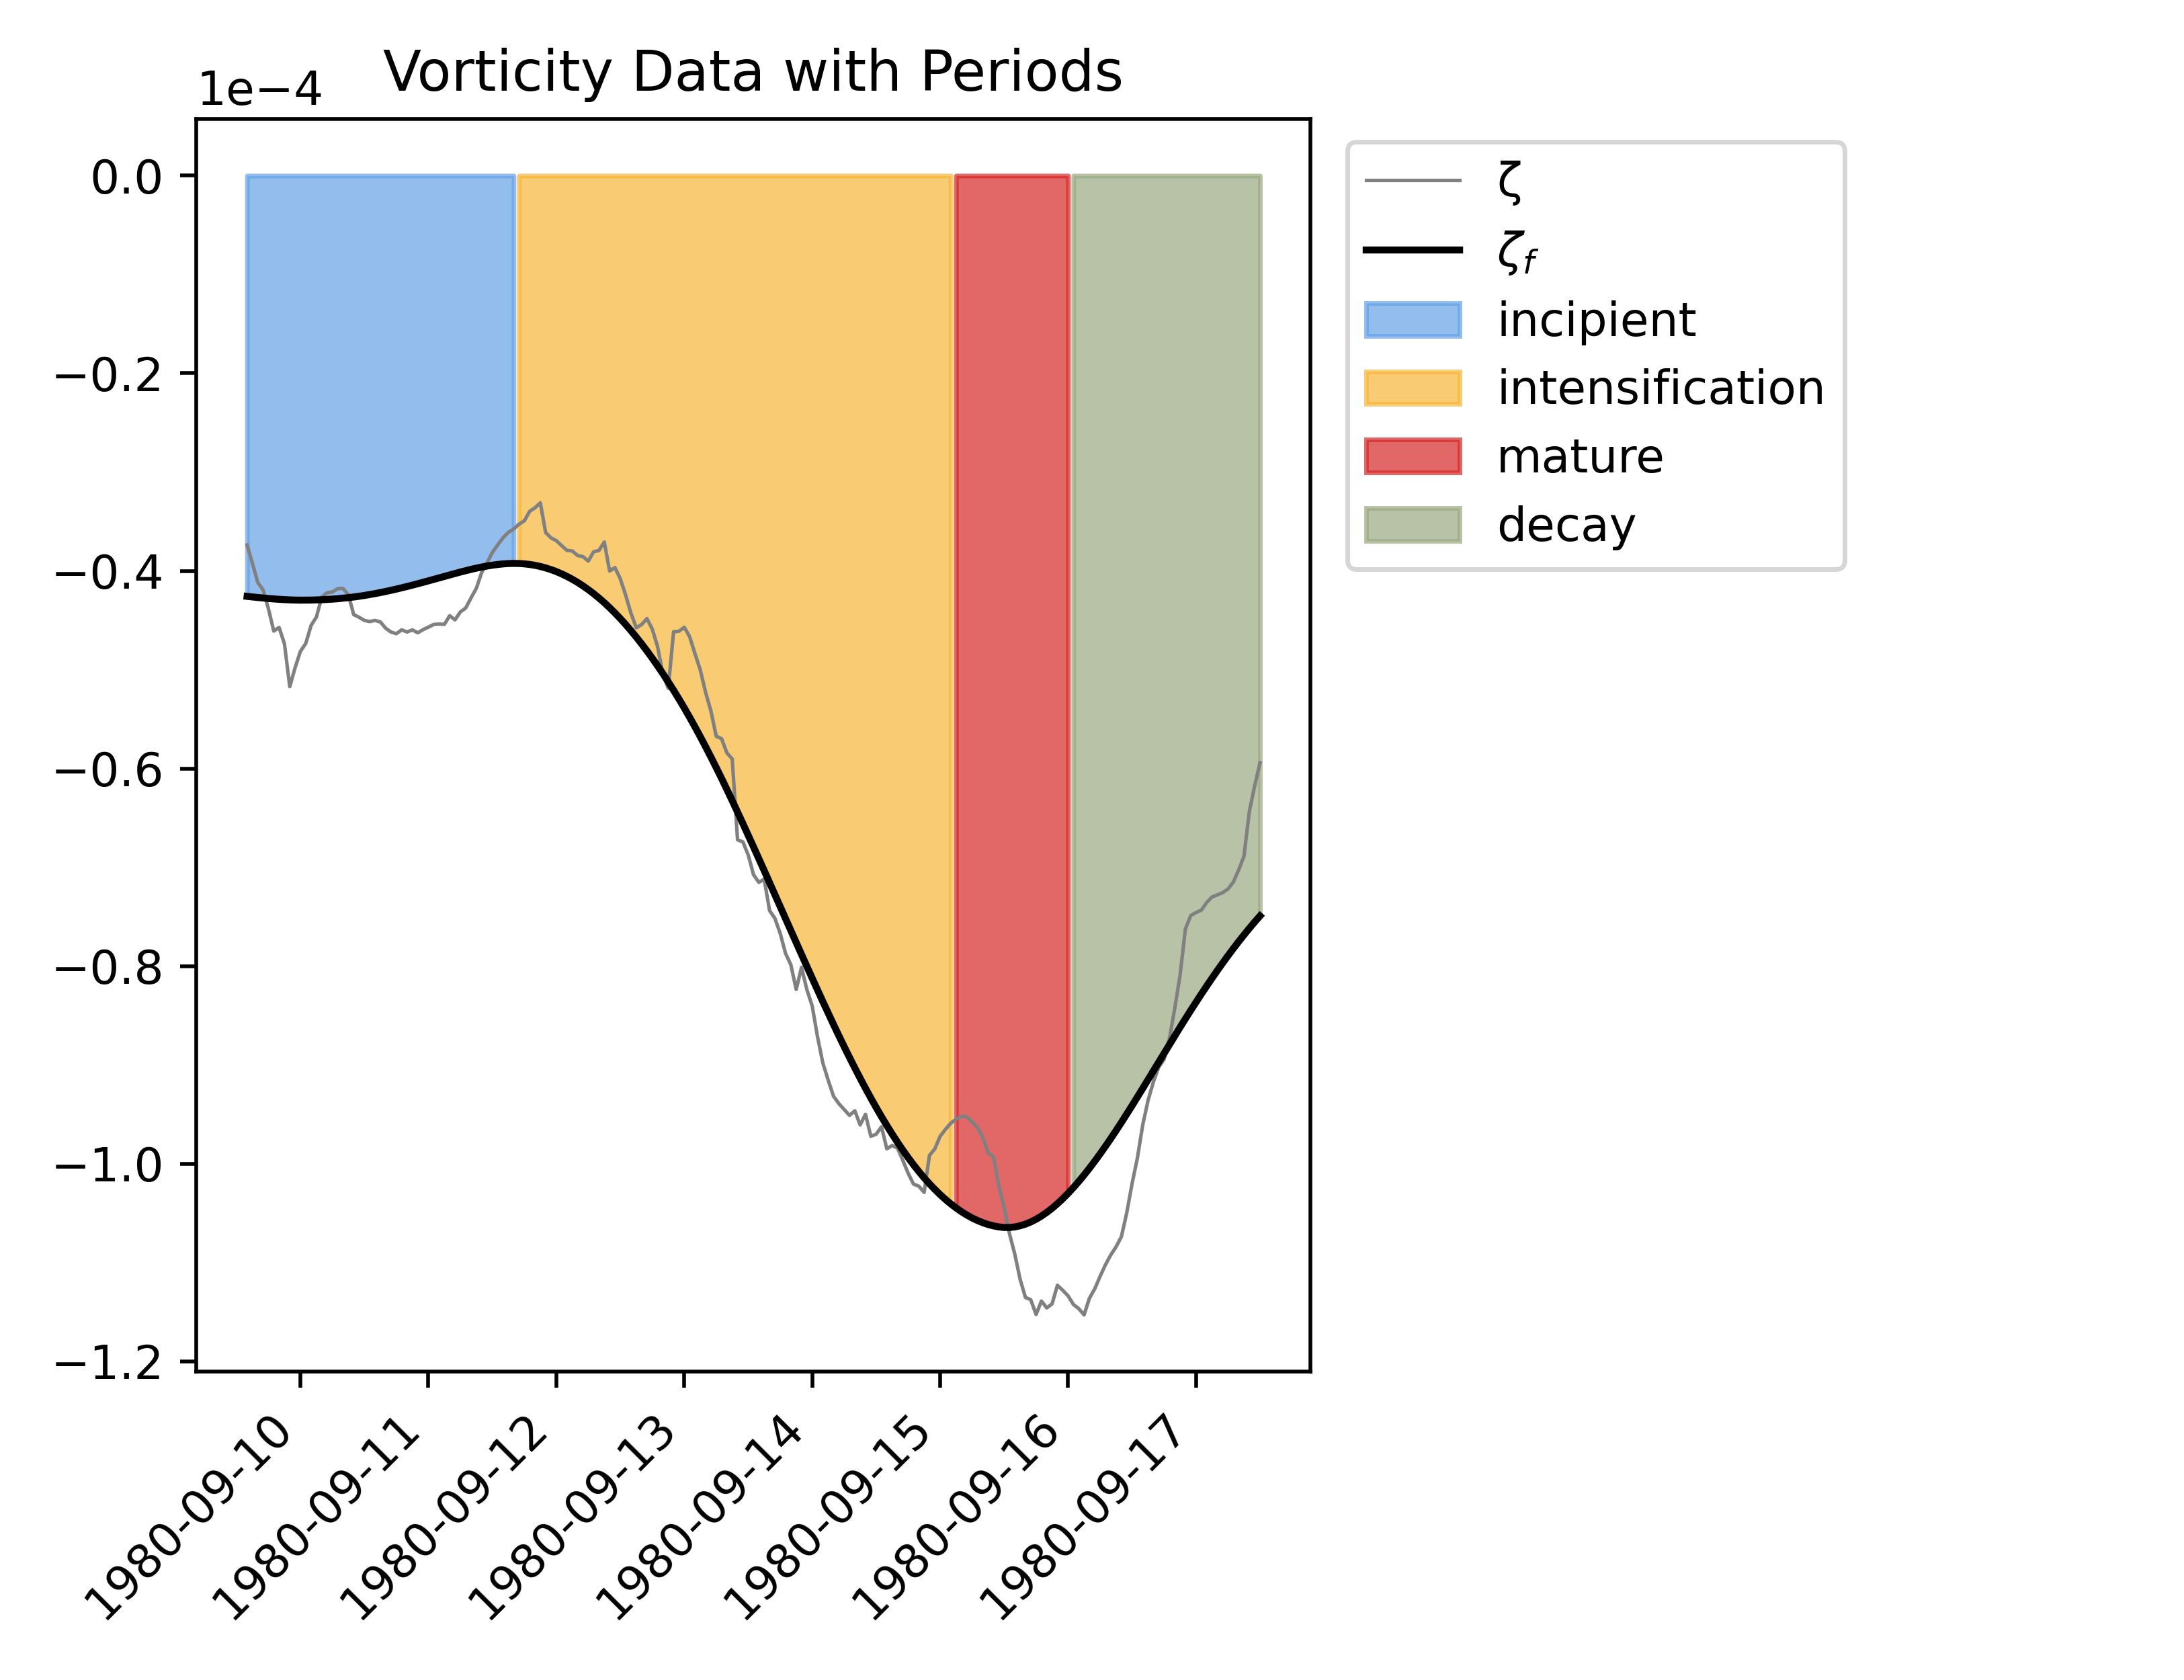 Vorticity Data with Periods
1e−4
0.0
−0.2
−0.4
−0.6
−0.8
−1.0
−1.2
1980-09-10
1980-09-11
1980-09-12
1980-09-13
1980-09-14
1980-09-15
1980-09-16
1980-09-17
ζ
ζf
incipient
intensification
mature
decay